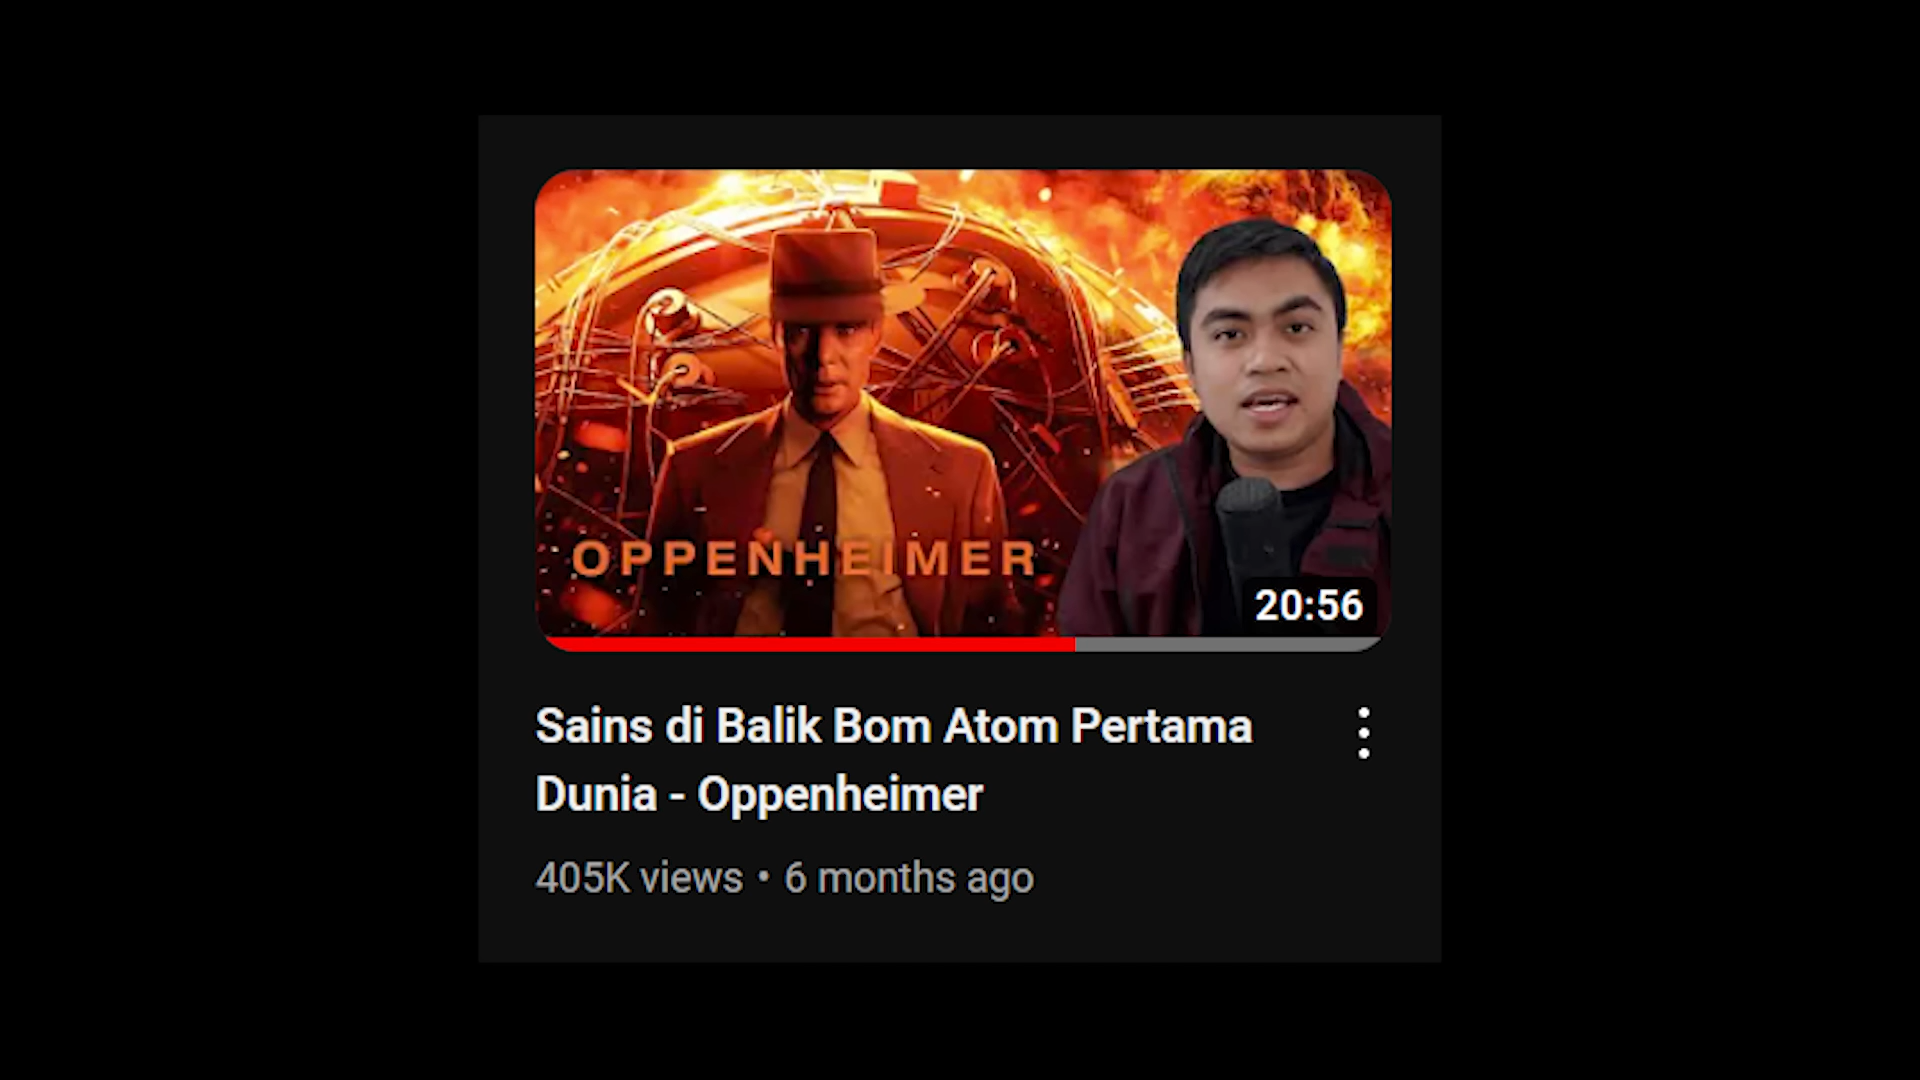 OPPENHEIMER
20:56
Sains di Balik Bom Atom Pertama
Dunia - Oppenheimer
405K views • 6 months ago